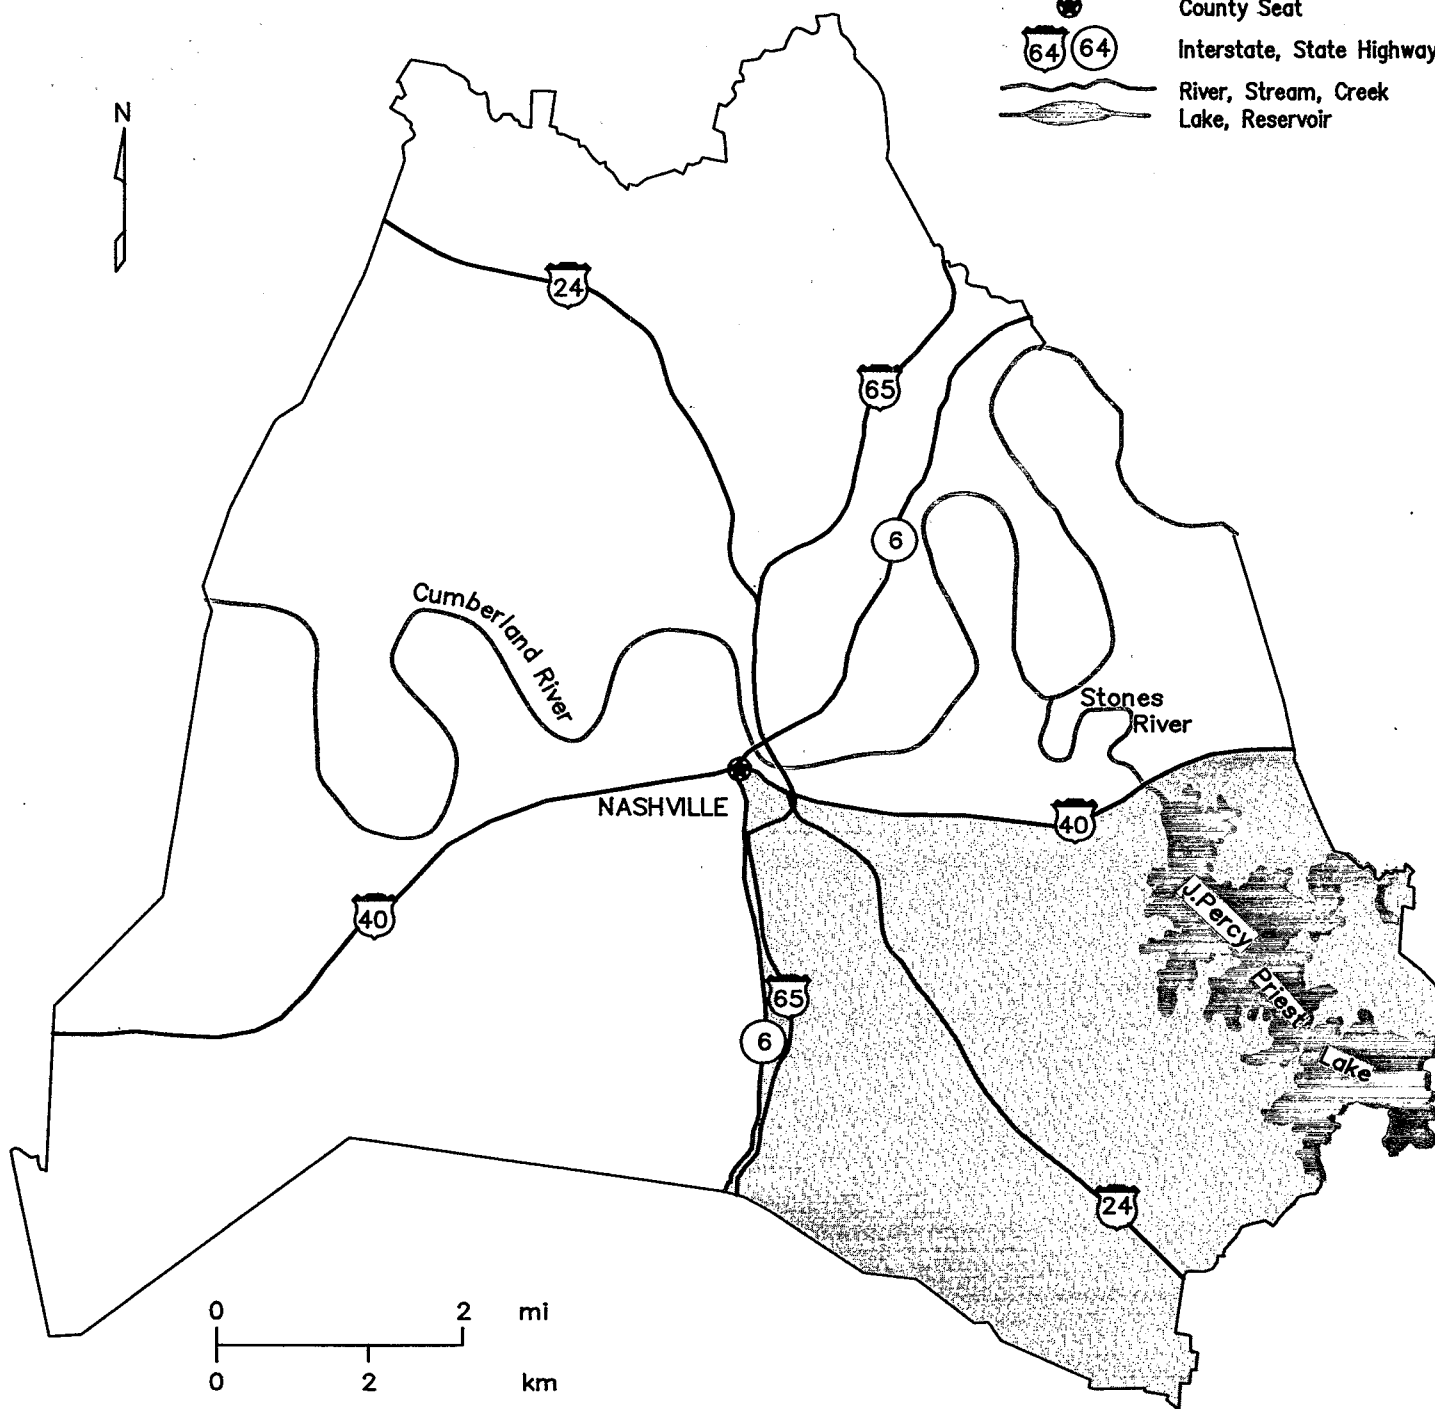 County Seat
64 64 Interstate, State Highway
River, Stream, Creek
Lake, Reservoir
N
24
65
6
Cumberland River
Stones
River
NASHVILLE
40
40
J.Percy
Priest
Lake
65
6
24
0 2 mi
0 2 km